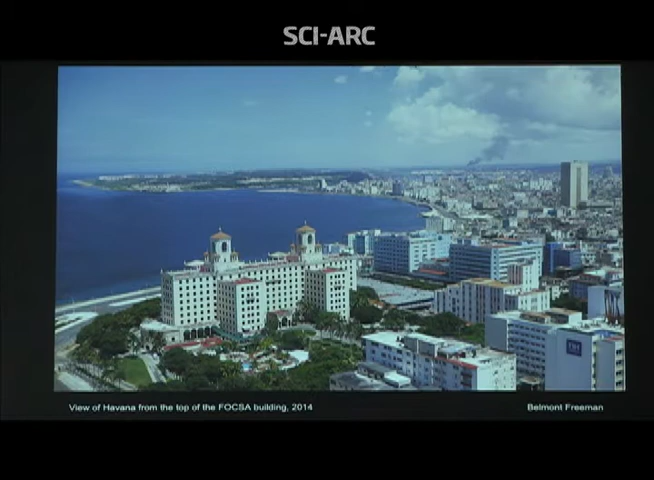 SCI-ARC
View of Havana from the top of the FOCSA building, 2014
Belmont Freeman